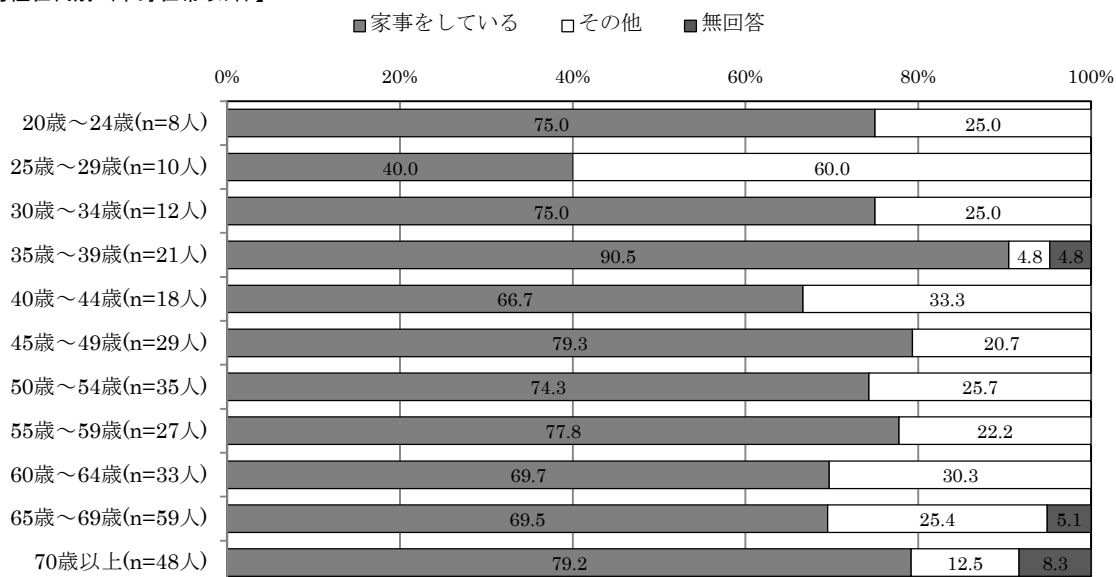 ■家事をしている □その他 ■無回答
0% 20% 40% 60% 80% 100%
20歳～24歳(n=8人) 75.0 25.0
25歳～29歳(n=10人) 40.0 60.0
30歳～34歳(n=12人) 75.0 25.0
35歳～39歳(n=21人) 90.5 4.8 4.8
40歳～44歳(n=18人) 66.7 33.3
45歳～49歳(n=29人) 79.3 20.7
50歳～54歳(n=35人) 74.3 25.7
55歳～59歳(n=27人) 77.8 22.2
60歳～64歳(n=33人) 69.7 30.3
65歳～69歳(n=59人) 69.5 25.4 5.1
70歳以上(n=48人) 79.2 12.5 8.3